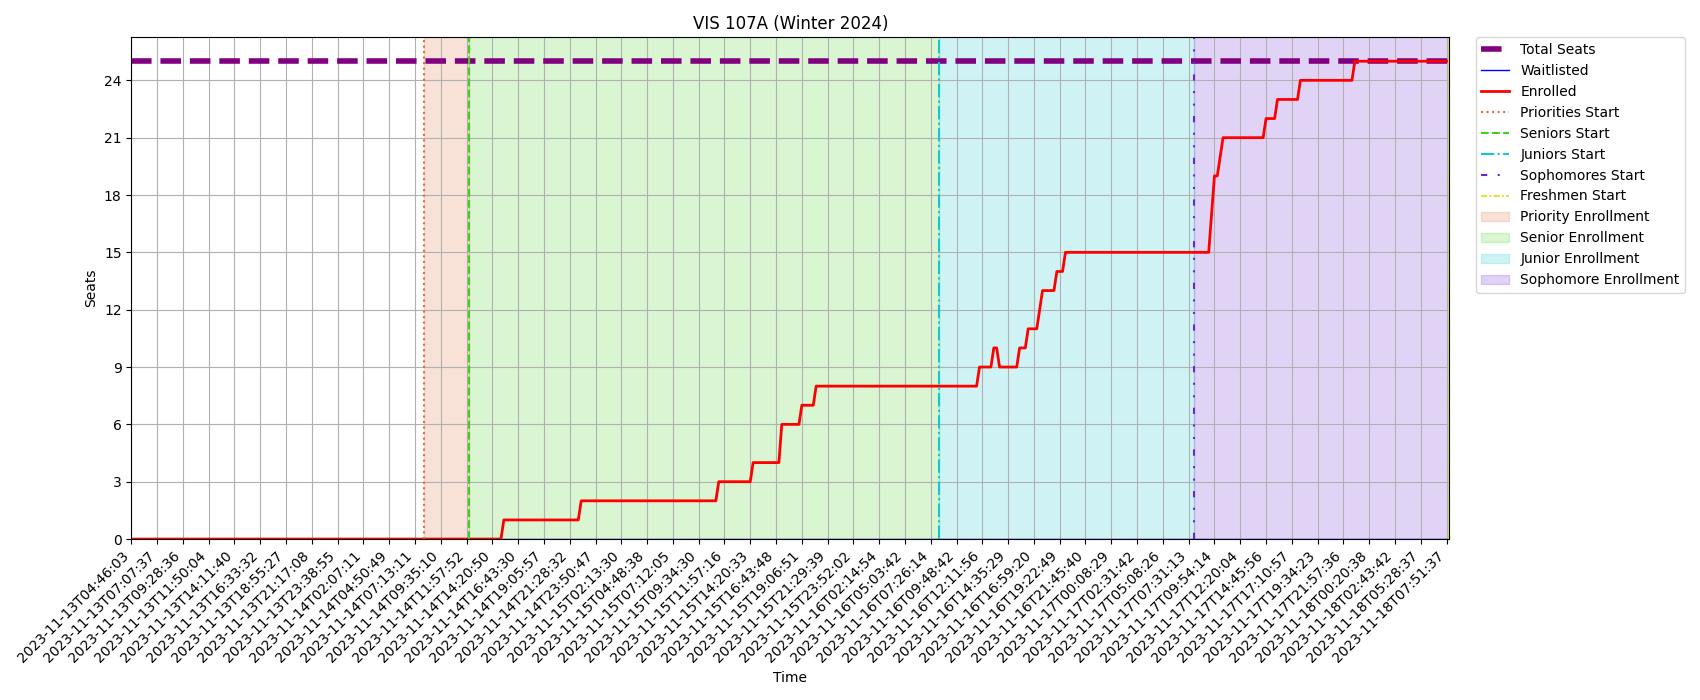 VIS 107A (Winter 2024)
Total Seats
Waitlisted
Enrolled
Priorities Start
Seniors Start
Juniors Start
Sophomores Start
Freshmen Start
Priority Enrollment
Senior Enrollment
Junior Enrollment
Sophomore Enrollment
Seats
24
21
18
15
12
9
6
3
0
2023-11-13T04:46:03
2023-11-13T07:07:37
2023-11-13T09:28:36
2023-11-13T11:50:04
2023-11-13T14:11:40
2023-11-13T16:33:32
2023-11-13T18:55:27
2023-11-13T21:17:08
2023-11-13T23:38:55
2023-11-14T02:07:11
2023-11-14T04:50:49
2023-11-14T07:13:11
2023-11-14T09:35:10
2023-11-14T11:57:52
2023-11-14T14:20:50
2023-11-14T16:43:30
2023-11-14T19:05:57
2023-11-14T21:28:32
2023-11-14T23:50:47
2023-11-15T02:13:30
2023-11-15T04:48:38
2023-11-15T07:12:05
2023-11-15T09:34:30
2023-11-15T11:57:16
2023-11-15T14:20:33
2023-11-15T16:43:48
2023-11-15T19:06:51
2023-11-15T21:29:39
2023-11-15T23:52:02
2023-11-16T02:14:54
2023-11-16T05:03:42
2023-11-16T07:26:14
2023-11-16T09:48:42
2023-11-16T12:11:56
2023-11-16T14:35:29
2023-11-16T16:59:20
2023-11-16T19:22:49
2023-11-16T21:45:40
2023-11-17T00:08:29
2023-11-17T02:31:42
2023-11-17T05:08:26
2023-11-17T07:31:13
2023-11-17T09:54:14
2023-11-17T12:20:04
2023-11-17T14:45:56
2023-11-17T17:10:57
2023-11-17T19:34:23
2023-11-17T21:57:36
2023-11-18T00:20:38
2023-11-18T02:43:42
2023-11-18T05:28:37
2023-11-18T07:51:37
Time